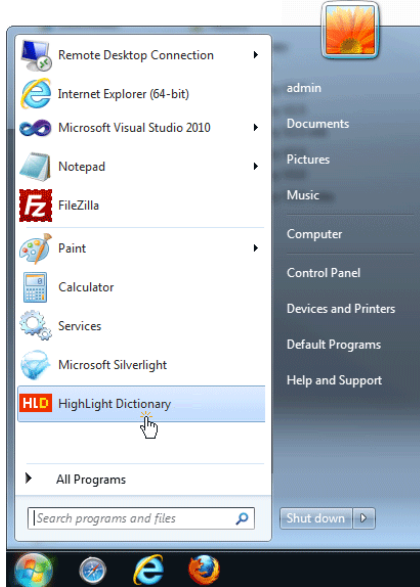 Remote Desktop Connection
Internet Explorer (64-bit)
Microsoft Visual Studio 2010
Notepad
Fz
FileZilla
Paint
Calculator
Services
Microsoft Silverlight
HLD
HighLight Dictionary
All Programs
Search programs and files
admin
Documents
Pictures
Music
Computer
Control Panel
Devices and Printers
Default Programs
Help and Support
Shut down